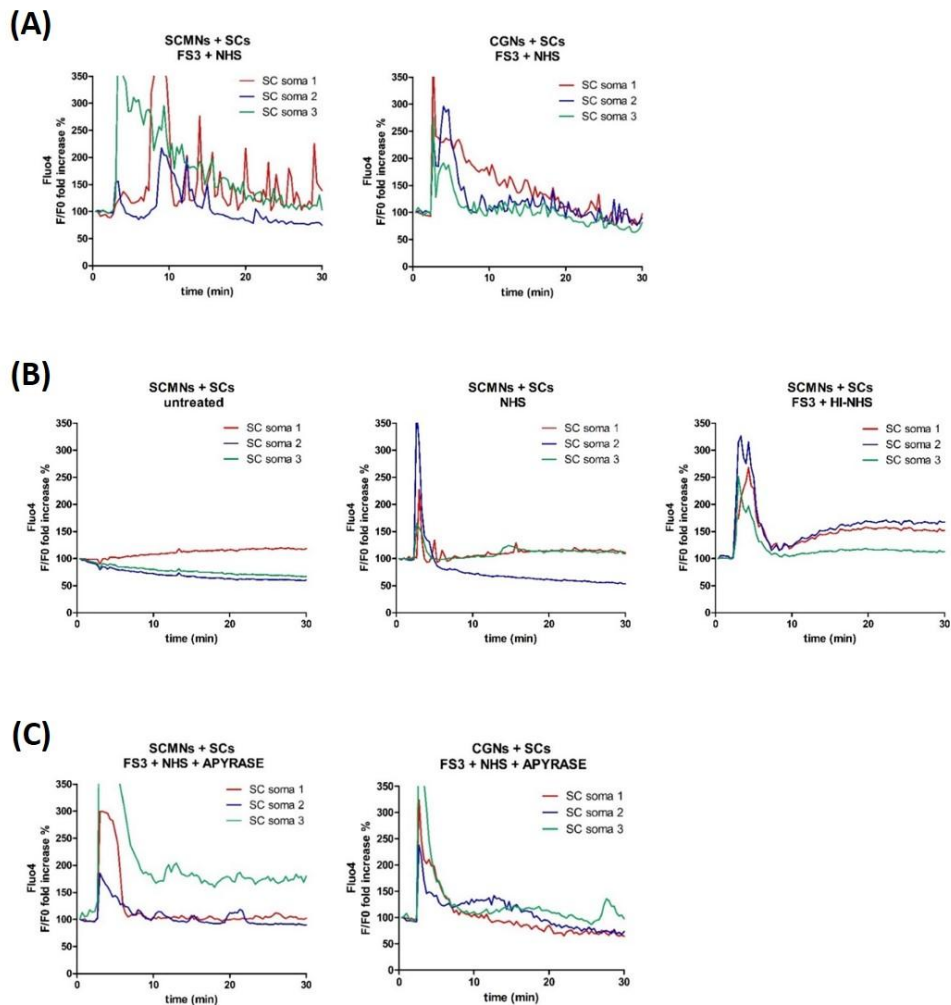 (A)
SCMNs + SCs
FS3 + NHS
SC soma 1
SC soma 2
SC soma 3
Fluo4
F/F0 fold increase %
350
300
250
200
150
100
50
0
0
10
20
30
time (min)
CGNs + SCs
FS3 + NHS
SC soma 1
SC soma 2
SC soma 3
Fluo4
F/F0 fold increase %
350
300
250
200
150
100
50
0
0
10
20
30
time (min)
(B)
SCMNs + SCs
untreated
SC soma 1
SC soma 2
SC soma 3
Fluo4
F/F0 fold increase %
350
300
250
200
150
100
50
0
0
10
20
30
time (min)
SCMNs + SCs
NHS
SC soma 1
SC soma 2
SC soma 3
Fluo4
F/F0 fold increase %
350
300
250
200
150
100
50
0
0
10
20
30
time (min)
SCMNs + SCs
FS3 + HI-NHS
SC soma 1
SC soma 2
SC soma 3
Fluo4
F/F0 fold increase %
350
300
250
200
150
100
50
0
0
10
20
30
time (min)
(C)
SCMNs + SCs
FS3 + NHS + APYRASE
SC soma 1
SC soma 2
SC soma 3
Fluo4
F/F0 fold increase %
350
300
250
200
150
100
50
0
0
10
20
30
time (min)
CGNs + SCs
FS3 + NHS + APYRASE
SC soma 1
SC soma 2
SC soma 3
Fluo4
F/F0 fold increase %
350
300
250
200
150
100
50
0
0
10
20
30
time (min)